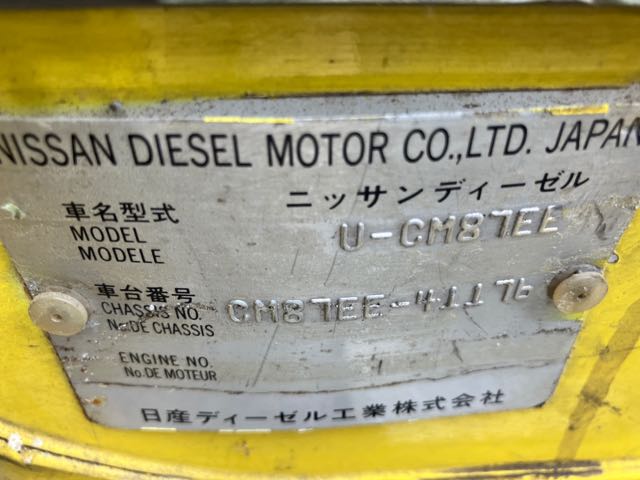 NISSAN DIESEL MOTOR CO.,LTD. JAPAN
ニッサンディーゼル
車名型式
MODEL
MODELE
U-CM87EE
車台番号
CHASSIS NO.
No.DE CHASSIS
CM87EE-41176
ENGINE NO.
No.DE MOTEUR
日産ディーゼル工業株式会社